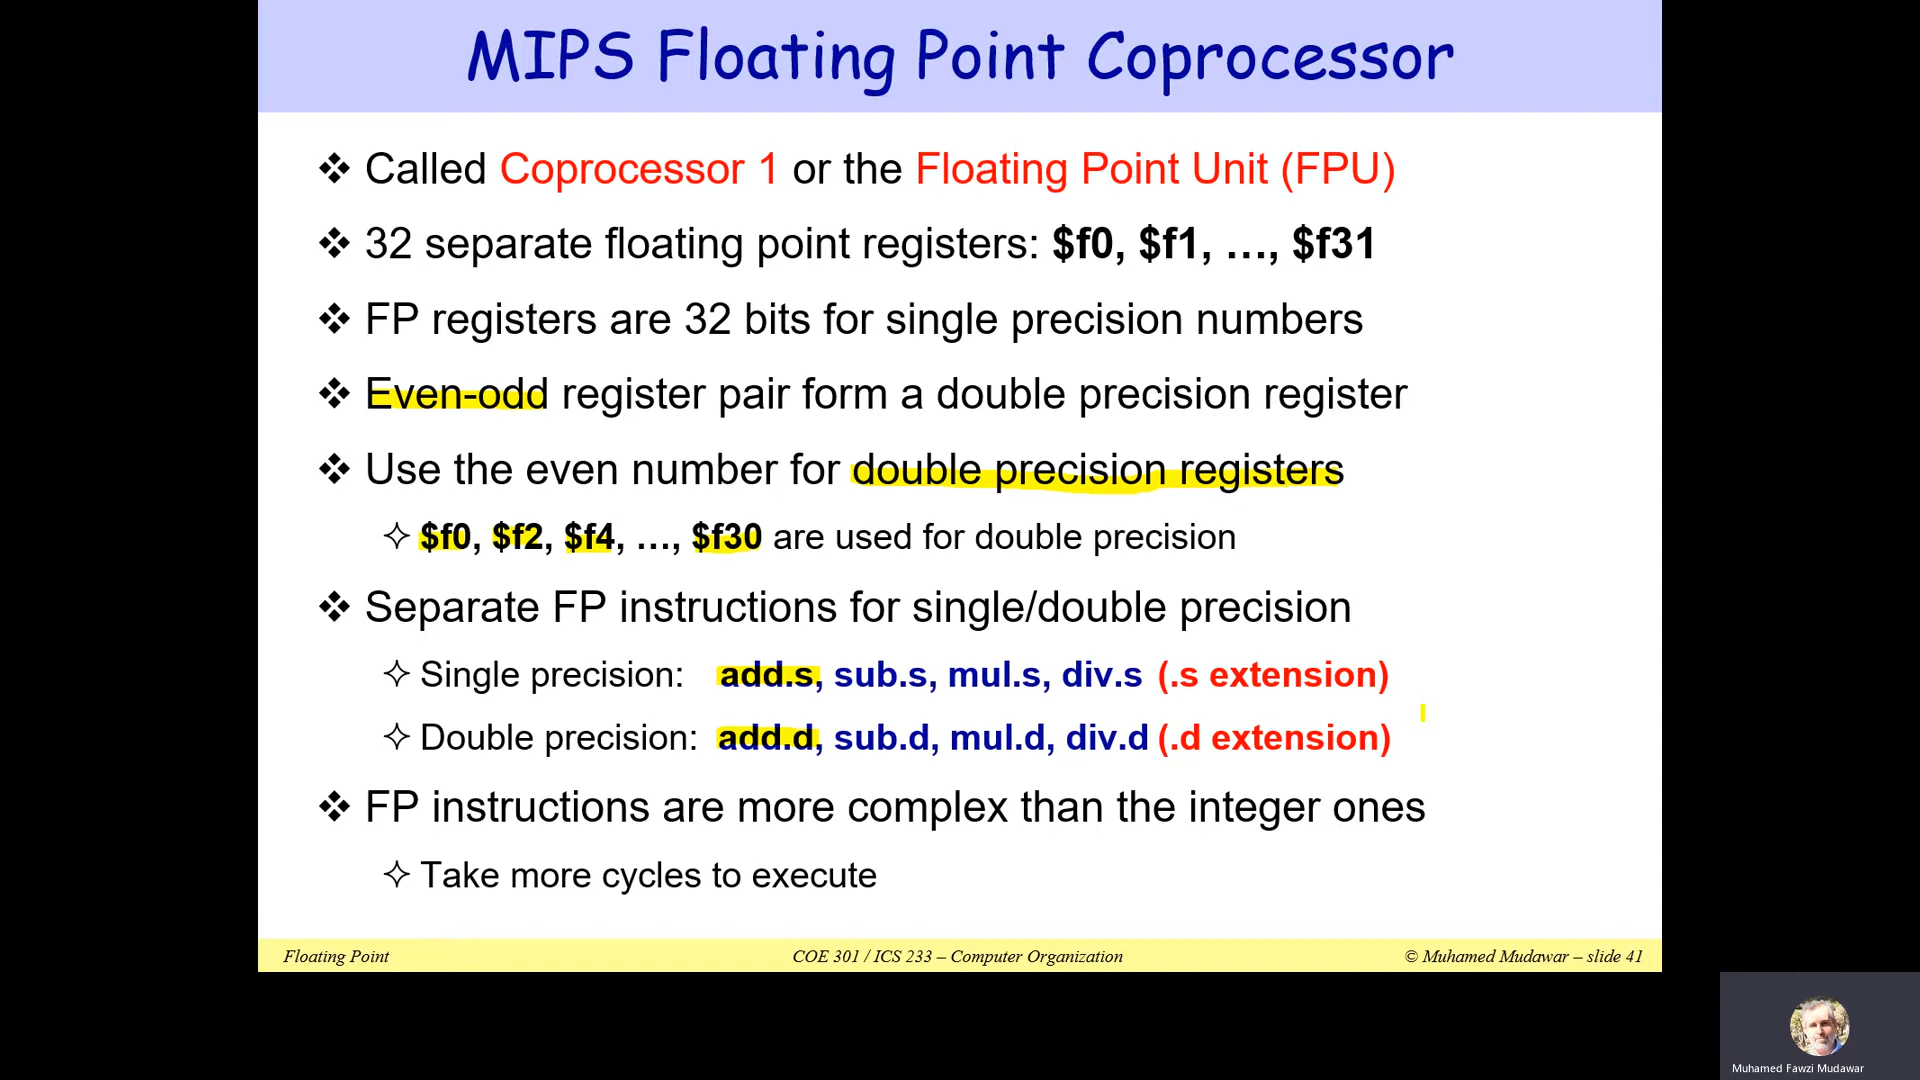 MIPS Floating Point Coprocessor
❖ Called Coprocessor 1 or the Floating Point Unit (FPU)
❖ 32 separate floating point registers: $f0, $f1, …, $f31
❖ FP registers are 32 bits for single precision numbers
❖ Even-odd register pair form a double precision register
❖ Use the even number for double precision registers
✧ $f0, $f2, $f4, …, $f30 are used for double precision
❖ Separate FP instructions for single/double precision
✧ Single precision: add.s, sub.s, mul.s, div.s (.s extension)
✧ Double precision: add.d, sub.d, mul.d, div.d (.d extension)
❖ FP instructions are more complex than the integer ones
✧ Take more cycles to execute
Floating Point COE 301 / ICS 233 – Computer Organization © Muhamed Mudawar – slide 41
Muhamed Fawzi Mudawar